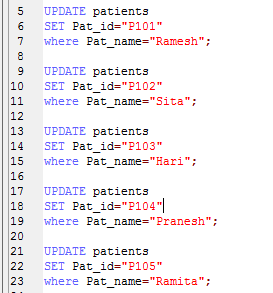 5 UPDATE patients
6 SET Pat_id="P101"
7 where Pat_name="Ramesh";
8
9 UPDATE patients
10 SET Pat_id="P102"
11 where Pat_name="Sita";
12
13 UPDATE patients
14 SET Pat_id="P103"
15 where Pat_name="Hari";
16
17 UPDATE patients
18 SET Pat_id="P104"
19 where Pat_name="Pranesh";
20
21 UPDATE patients
22 SET Pat_id="P105"
23 where Pat_name="Ramita";